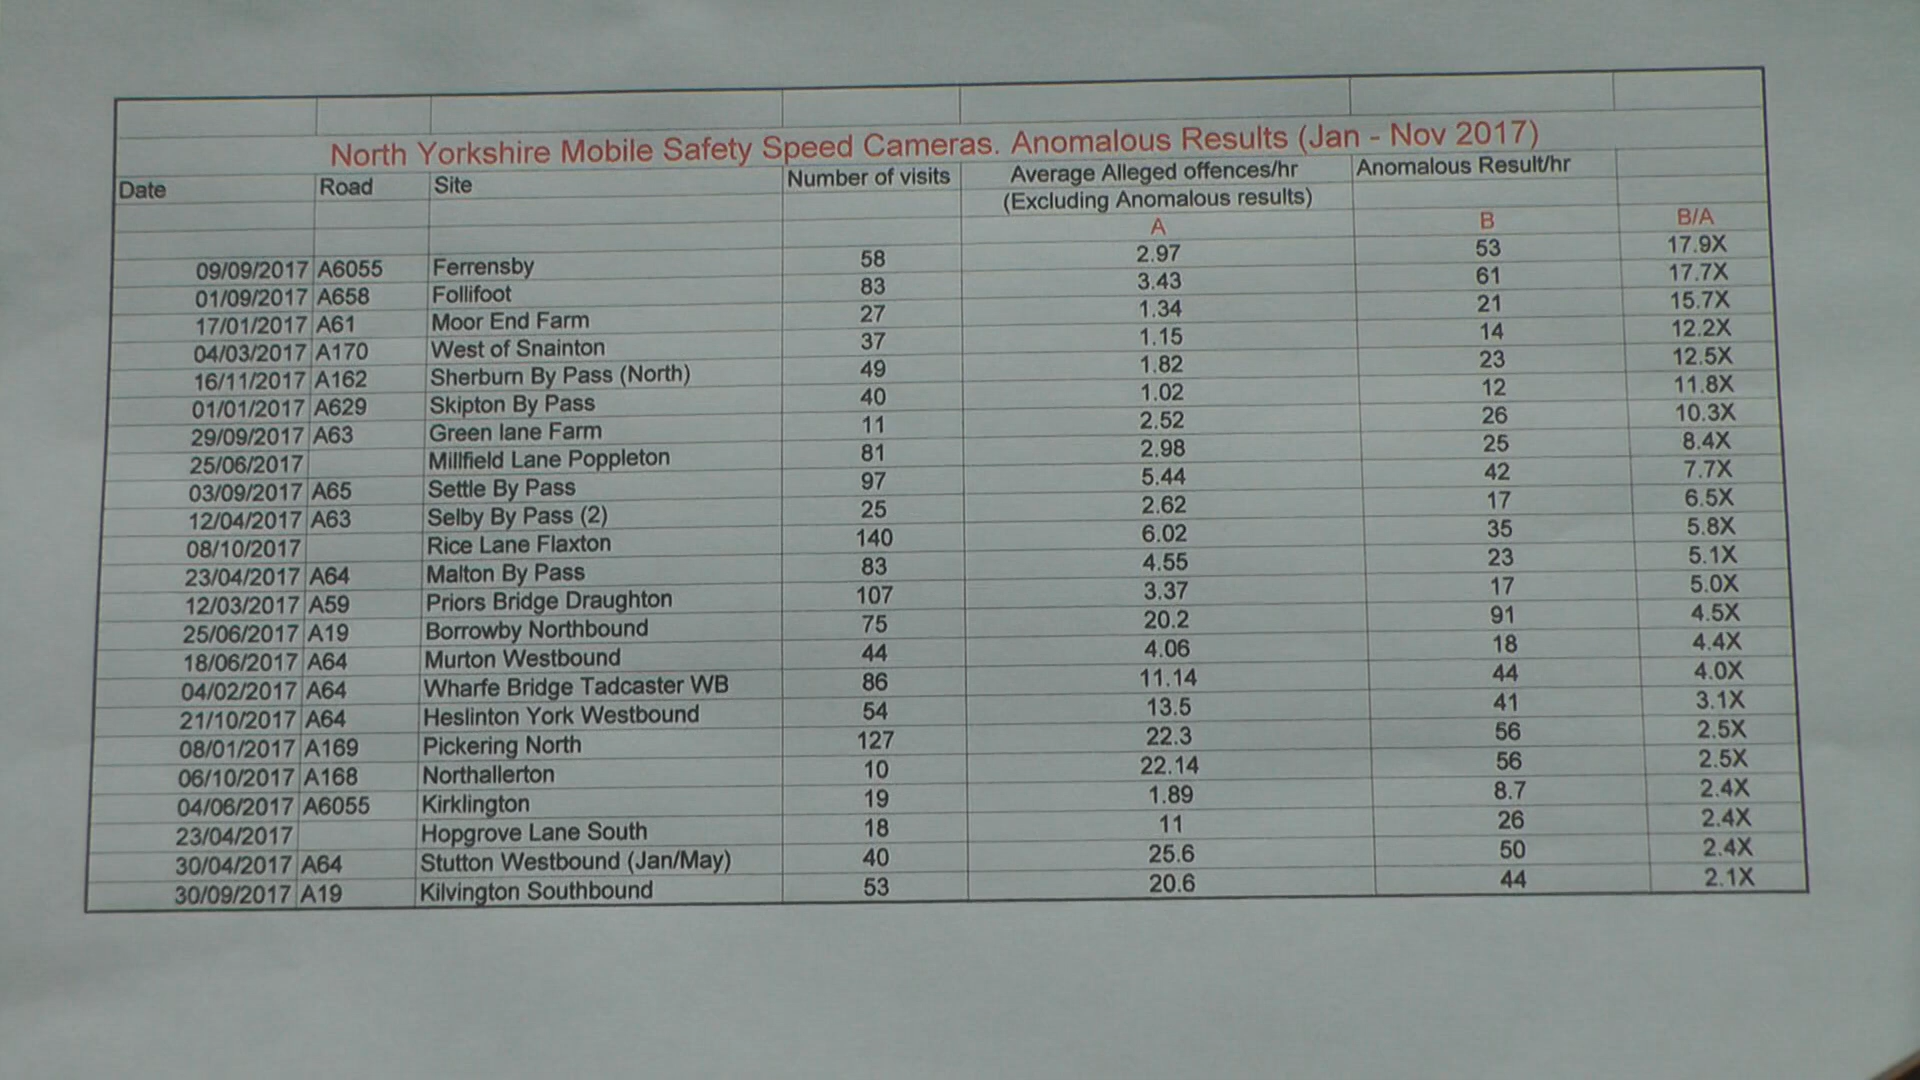 North Yorkshire Mobile Safety Speed Cameras. Anomalous Results (Jan - Nov 2017)
Date Road Site Number of visits Average Alleged offences/hr Anomalous Result/hr
(Excluding Anomalous results)
A B B/A
09/09/2017 A6055 Ferrensby 58 2.97 53 17.9X
01/09/2017 A658 Follifoot 83 3.43 61 17.7X
17/01/2017 A61 Moor End Farm 27 1.34 21 15.7X
04/03/2017 A170 West of Snainton 37 1.15 14 12.2X
16/11/2017 A162 Sherburn By Pass (North) 49 1.82 23 12.5X
01/01/2017 A629 Skipton By Pass 40 1.02 12 11.8X
29/09/2017 A63 Green lane Farm 11 2.52 26 10.3X
25/06/2017 Millfield Lane Poppleton 81 2.98 25 8.4X
03/09/2017 A65 Settle By Pass 97 5.44 42 7.7X
12/04/2017 A63 Selby By Pass (2) 25 2.62 17 6.5X
08/10/2017 Rice Lane Flaxton 140 6.02 35 5.8X
23/04/2017 A64 Malton By Pass 83 4.55 23 5.1X
12/03/2017 A59 Priors Bridge Draughton 107 3.37 17 5.0X
25/06/2017 A19 Borrowby Northbound 75 20.2 91 4.5X
18/06/2017 A64 Murton Westbound 44 4.06 18 4.4X
04/02/2017 A64 Wharfe Bridge Tadcaster WB 86 11.14 44 4.0X
21/10/2017 A64 Heslinton York Westbound 54 13.5 41 3.1X
08/01/2017 A169 Pickering North 127 22.3 56 2.5X
06/10/2017 A168 Northallerton 10 22.14 56 2.5X
04/06/2017 A6055 Kirklington 19 1.89 8.7 2.4X
23/04/2017 Hopgrove Lane South 18 11 26 2.4X
30/04/2017 A64 Stutton Westbound (Jan/May) 40 25.6 50 2.4X
30/09/2017 A19 Kilvington Southbound 53 20.6 44 2.1X